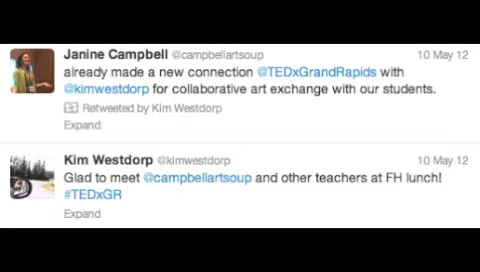 Janine Campbell @campbellartsoup 10 May 12
already made a new connection @TEDxGrandRapids with
@kimwestdorp for collaborative art exchange with our students.
Retweeted by Kim Westdorp
Expand
Kim Westdorp @kimwestdorp 10 May 12
Glad to meet @campbellartsoup and other teachers at FH lunch!
#TEDxGR
Expand